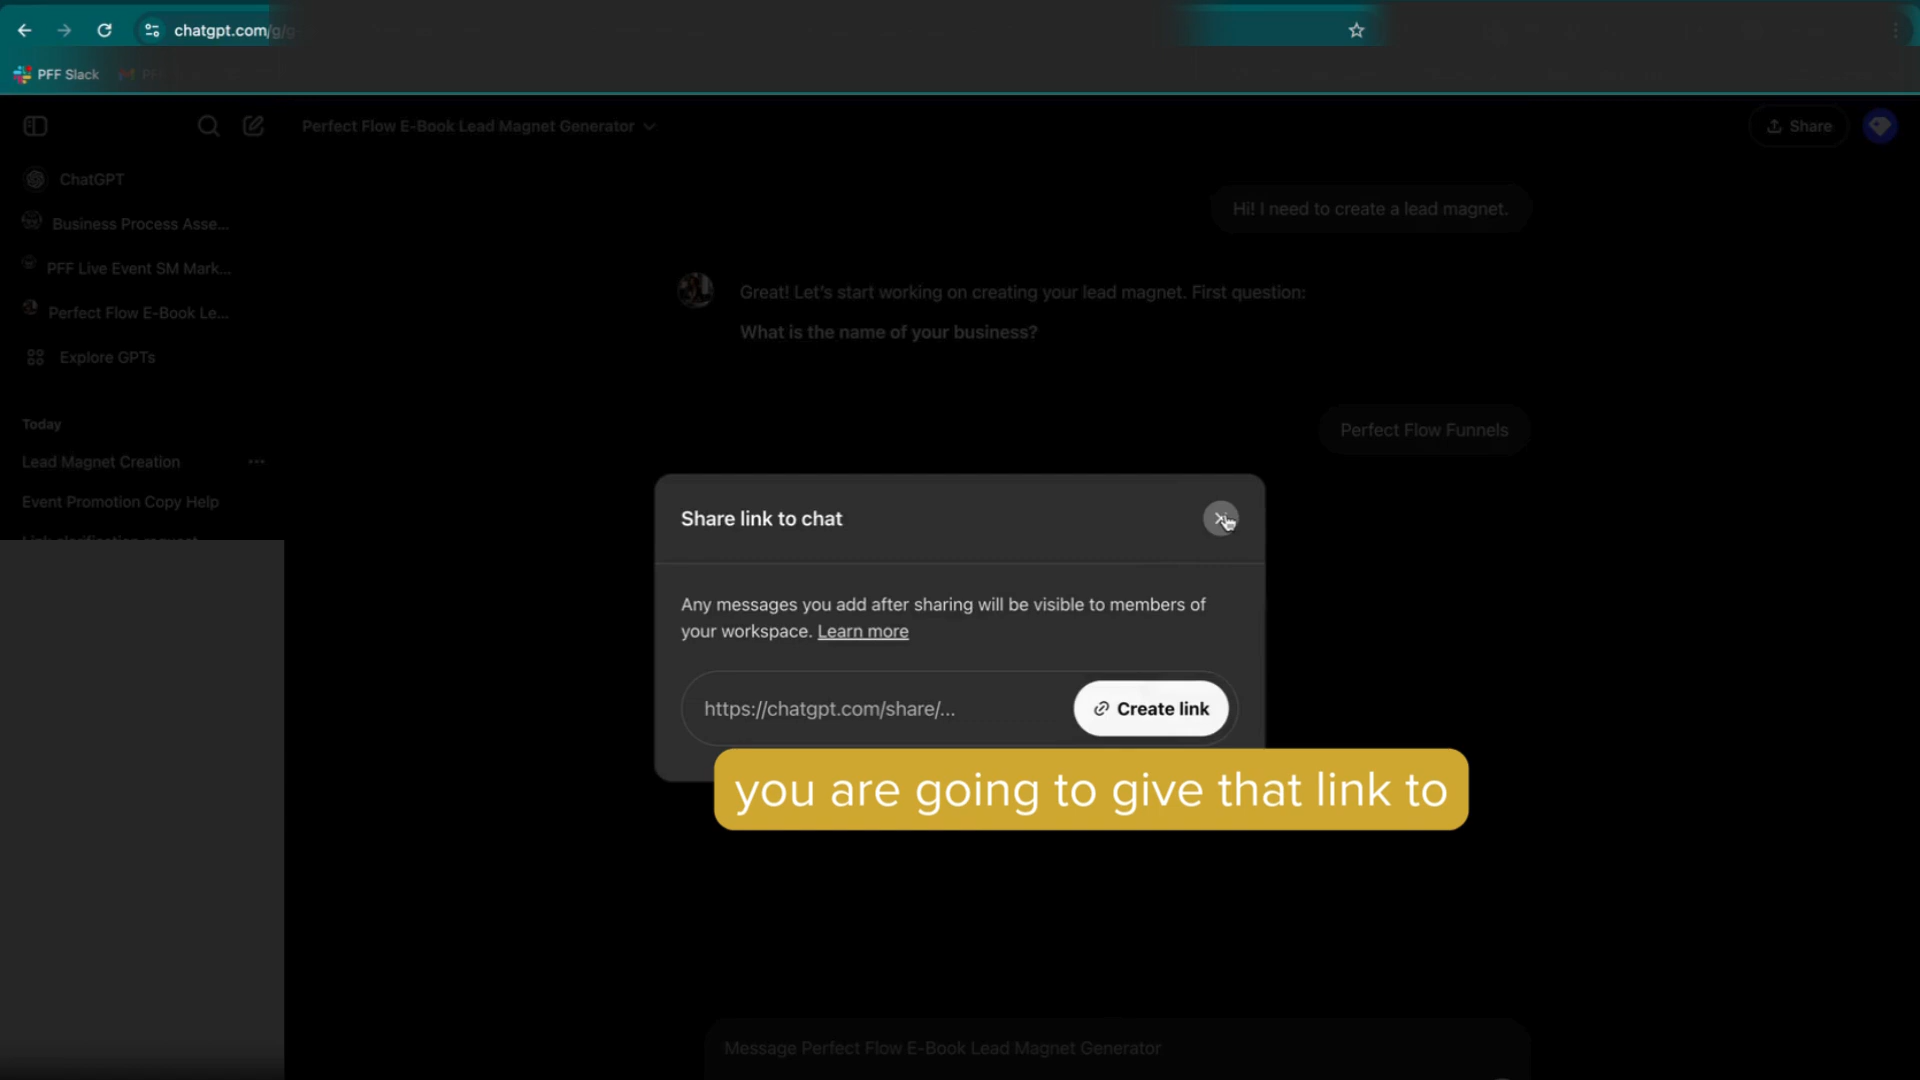 chatgpt.com/g/g-
PFF Slack
Perfect Flow E-Book Lead Magnet Generator
Share
ChatGPT
Business Process Asse...
PFF Live Event SM Mark...
Perfect Flow E-Book Le...
Explore GPTs
Today
Lead Magnet Creation
Event Promotion Copy Help
Hi! I need to create a lead magnet.
Great! Let's start working on creating your lead magnet. First question:
What is the name of your business?
Perfect Flow Funnels
Share link to chat
Any messages you add after sharing will be visible to members of
your workspace. Learn more
https://chatgpt.com/share/...
Create link
you are going to give that link to
Message Perfect Flow E-Book Lead Magnet Generator